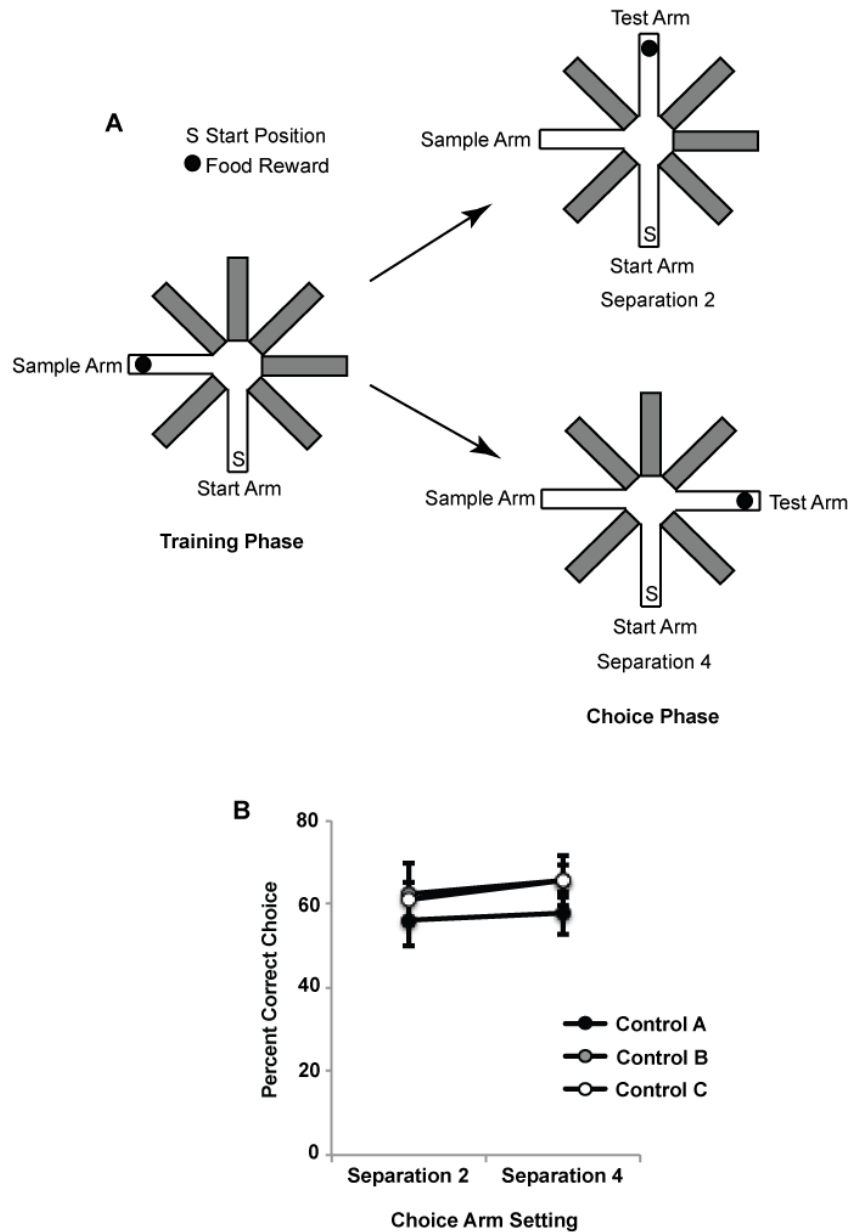 A
S Start Position
Food Reward
Sample Arm
S
Start Arm
Training Phase
Test Arm
Sample Arm
S
Start Arm
Separation 2
Sample Arm
Test Arm
S
Start Arm
Separation 4
Choice Phase
B
Percent Correct Choice
80
60
40
20
0
Control A
Control B
Control C
Separation 2
Separation 4
Choice Arm Setting